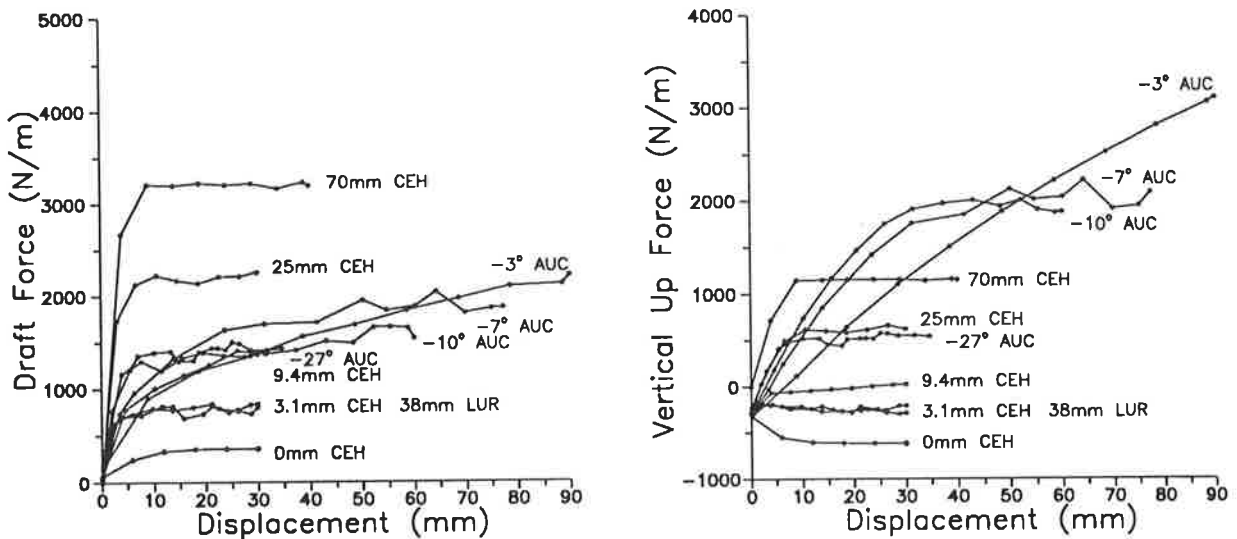 Draft Force (N/m)
5000
4000
3000
2000
1000
0
70mm CEH
25mm CEH
-3° AUC
-7° AUC
-10° AUC
-27° AUC
9.4mm CEH
3.1mm CEH 38mm LUR
0mm CEH
0 10 20 30 40 50 60 70 80 90
Displacement (mm)
Vertical Up Force (N/m)
4000
3000
2000
1000
0
-1000
-3° AUC
-7° AUC
-10° AUC
70mm CEH
25mm CEH
-27° AUC
9.4mm CEH
3.1mm CEH 38mm LUR
0mm CEH
0 10 20 30 40 50 60 70 80 90
Displacement (mm)